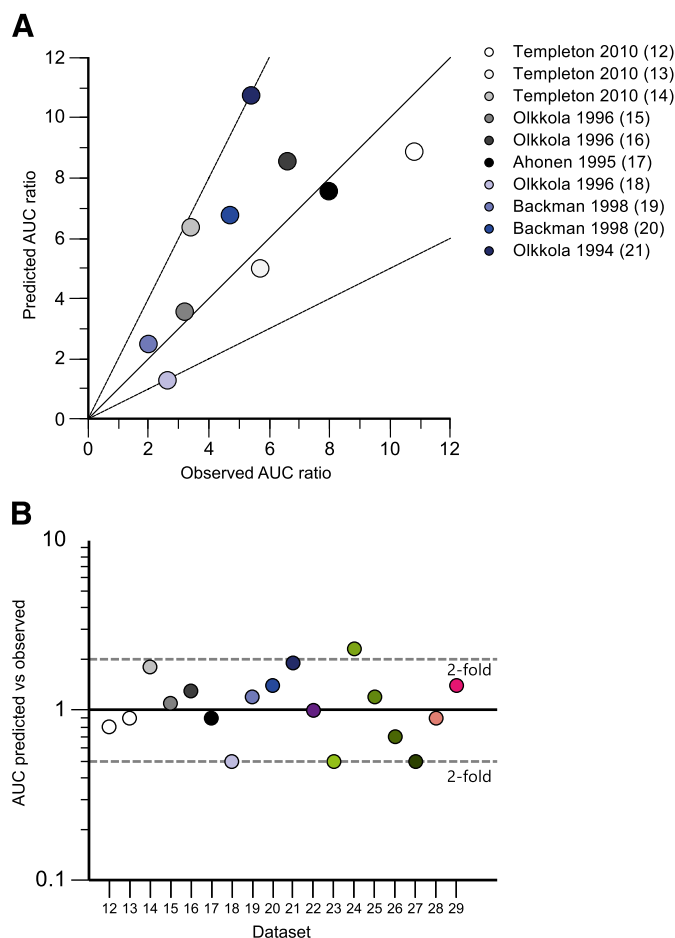 A
12
10
8
6
4
2
0
Predicted AUC ratio
0 2 4 6 8 10 12
Observed AUC ratio
Templeton 2010 (12)
Templeton 2010 (13)
Templeton 2010 (14)
Olkkola 1996 (15)
Olkkola 1996 (16)
Ahonen 1995 (17)
Olkkola 1996 (18)
Backman 1998 (19)
Backman 1998 (20)
Olkkola 1994 (21)
B
10
1
0.1
AUC predicted vs observed
2-fold
2-fold
12 13 14 15 16 17 18 19 20 21 22 23 24 25 26 27 28 29
Dataset